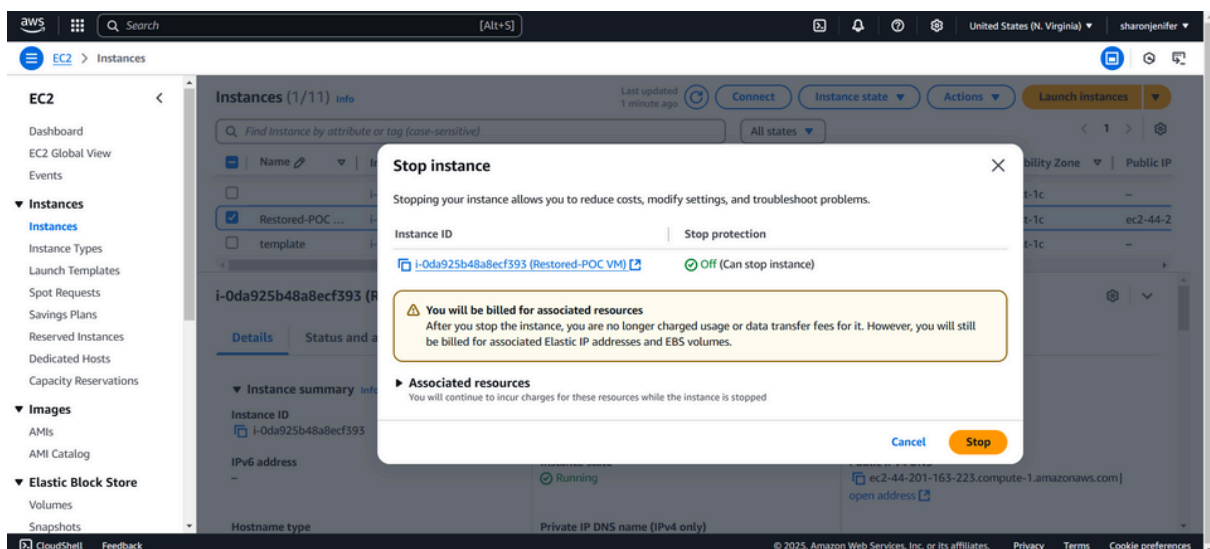 aws
Search [Alt+S] United States (N. Virginia) sharonjenifer
EC2 > Instances
EC2
Dashboard
EC2 Global View
Events
Instances
Instances
Instance Types
Launch Templates
Spot Requests
Savings Plans
Reserved Instances
Dedicated Hosts
Capacity Reservations
Images
AMIs
AMI Catalog
Elastic Block Store
Volumes
Snapshots
Instances (1/11) Info
Last updated
1 minute ago
Connect Instance state Actions Launch instances
Find Instance by attribute or tag (case-sensitive) All states 1
Name bility Zone Public IP
t-1c –
Restored-POC ... t-1c ec2-44-2
template t-1c –
Stop instance
Stopping your instance allows you to reduce costs, modify settings, and troubleshoot problems.
Instance ID Stop protection
i-0da925b48a8ecf393 (Restored-POC VM) Off (Can stop instance)
You will be billed for associated resources
After you stop the instance, you are no longer charged usage or data transfer fees for it. However, you will still
be billed for associated Elastic IP addresses and EBS volumes.
Associated resources
You will continue to incur charges for these resources while the instance is stopped
Cancel Stop
i-0da925b48a8ecf393 (R
Details Status and a
Instance summary Info
Instance ID
i-0da925b48a8ecf393
IPv6 address
–
Running
ec2-44-201-163-223.compute-1.amazonaws.com |
open address
Hostname type Private IP DNS name (IPv4 only)
CloudShell Feedback © 2025, Amazon Web Services, Inc. or its affiliates. Privacy Terms Cookie preferences